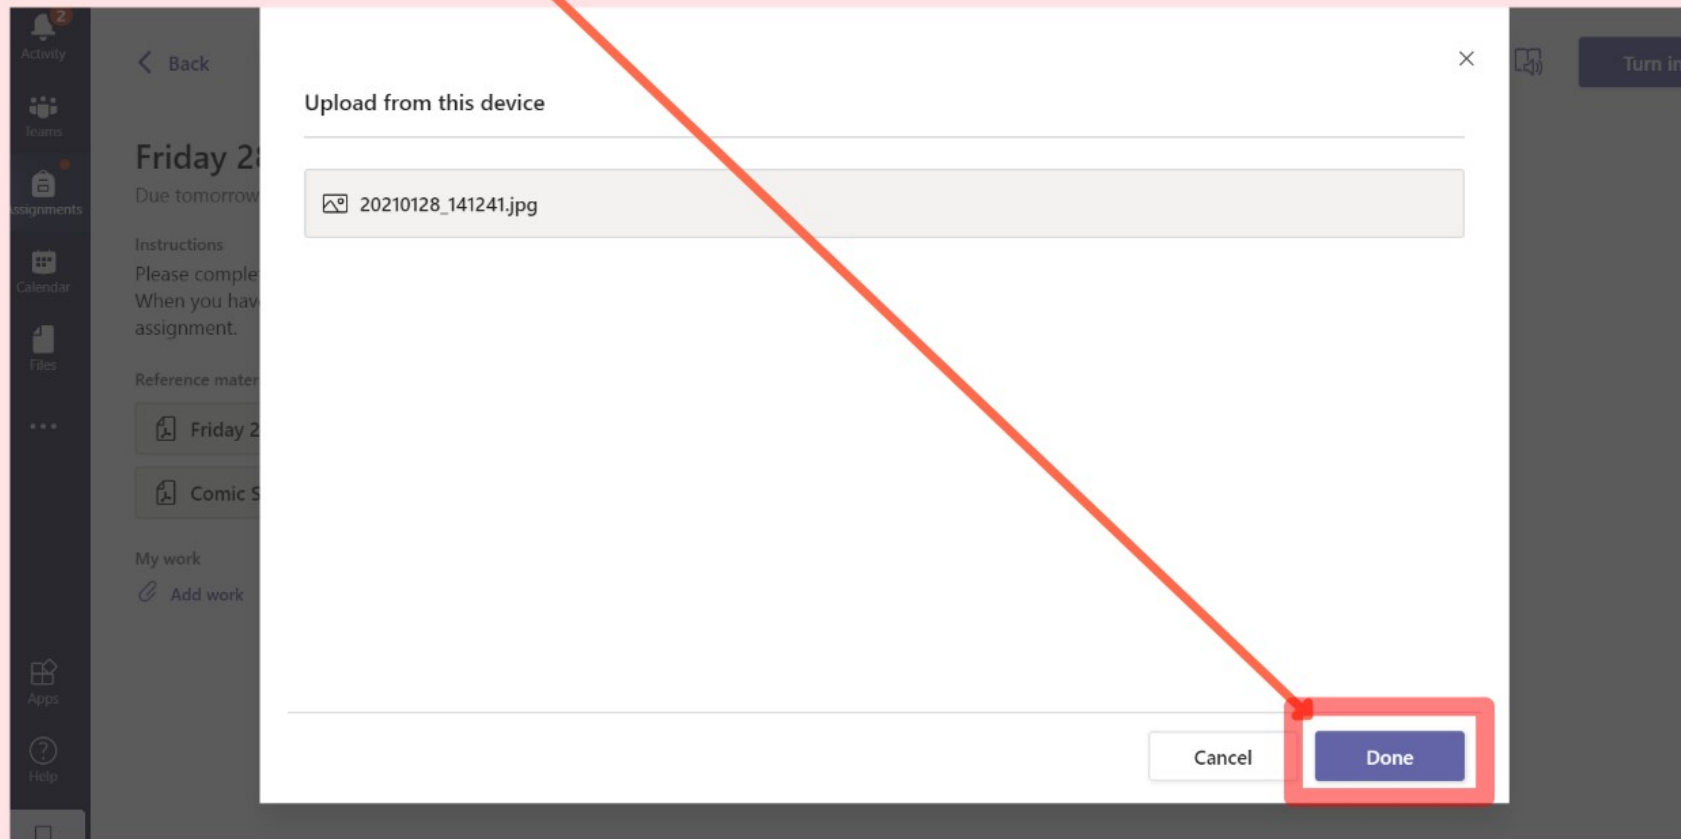 2
Activity
Teams
Assignments
Calendar
Files
Apps
Help
Back
Turn in
Friday 28
Due tomorrow
Instructions
Please comple
When you hav
assignment.
Reference mater
Friday 2
Comic S
My work
Add work
Upload from this device
20210128_141241.jpg
Cancel
Done